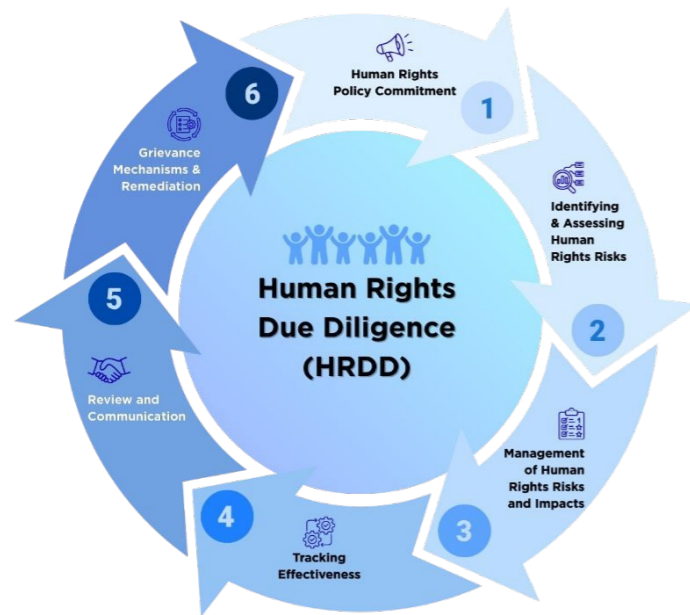 Human Rights
Due Diligence
(HRDD)
Human Rights
Policy Commitment
1
Identifying
& Assessing
Human
Rights Risks
2
Management
of Human
Rights Risks
and Impacts
3
Tracking
Effectiveness
4
Review and
Communication
5
Grievance
Mechanisms &
Remediation
6